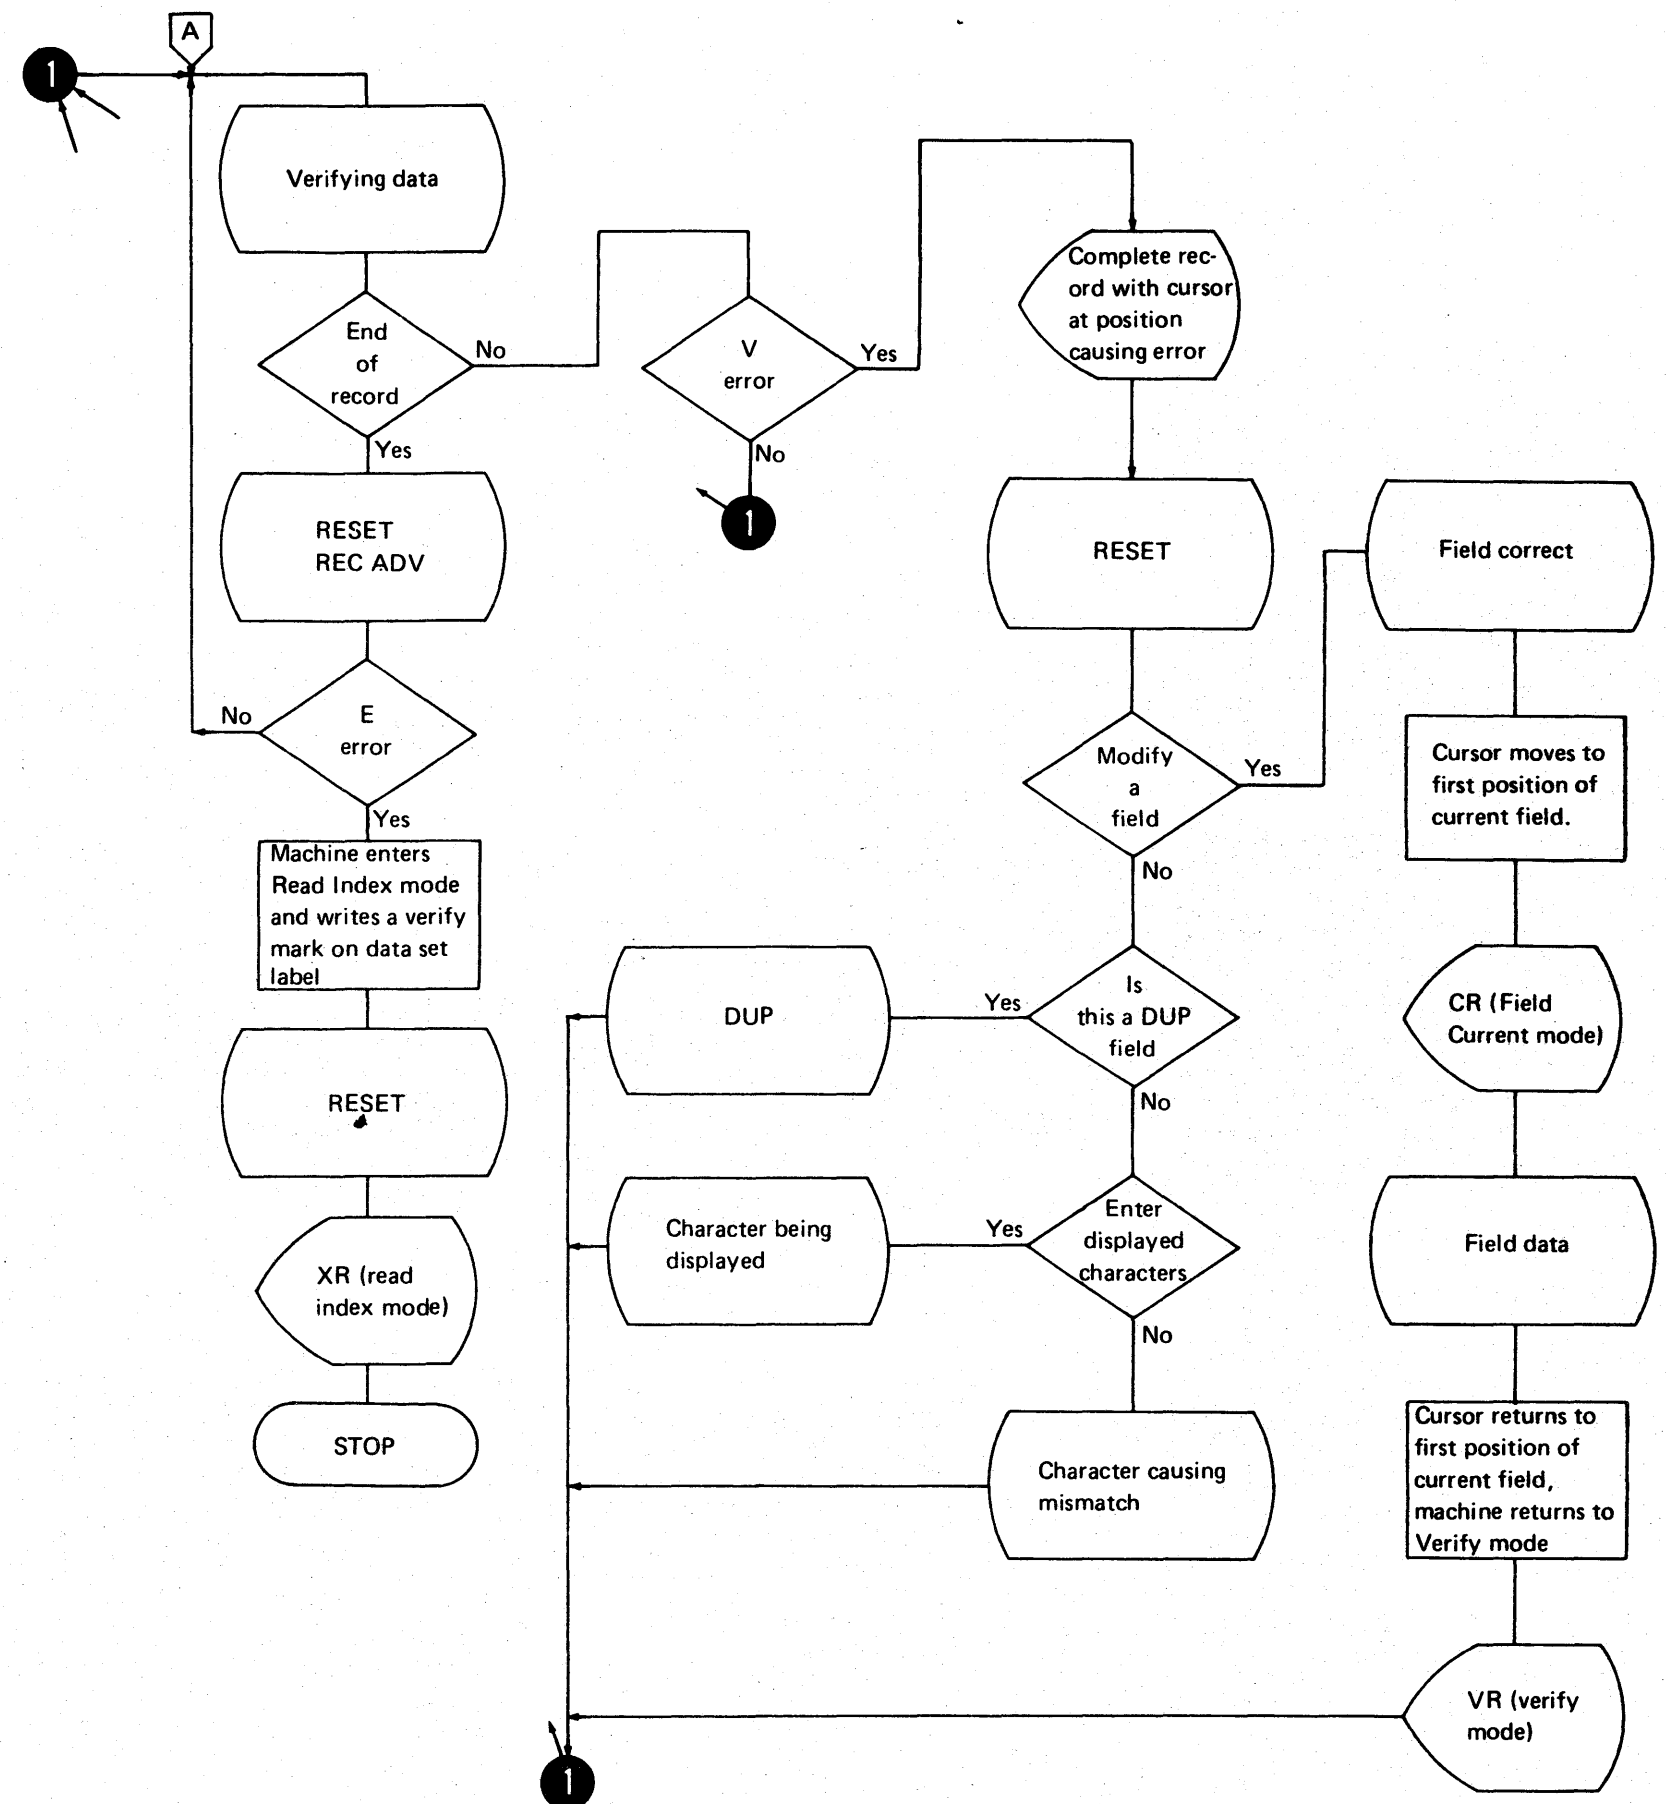 A
1
Verifying data
End
of
record
No
Yes
V
error
Yes
No
1
Complete rec-
ord with cursor
at position
causing error
RESET
REC ADV
RESET
Field correct
E
error
No
Yes
Modify
a
field
Yes
No
Cursor moves to
first position of
current field.
Machine enters
Read Index mode
and writes a verify
mark on data set
label
DUP
Yes
Is
this a DUP
field
No
CR (Field
Current mode)
RESET
Character being
displayed
Yes
Enter
displayed
characters
No
Field data
XR (read
index mode)
STOP
Character causing
mismatch
Cursor returns to
first position of
current field,
machine returns to
Verify mode
VR (verify
mode)
1